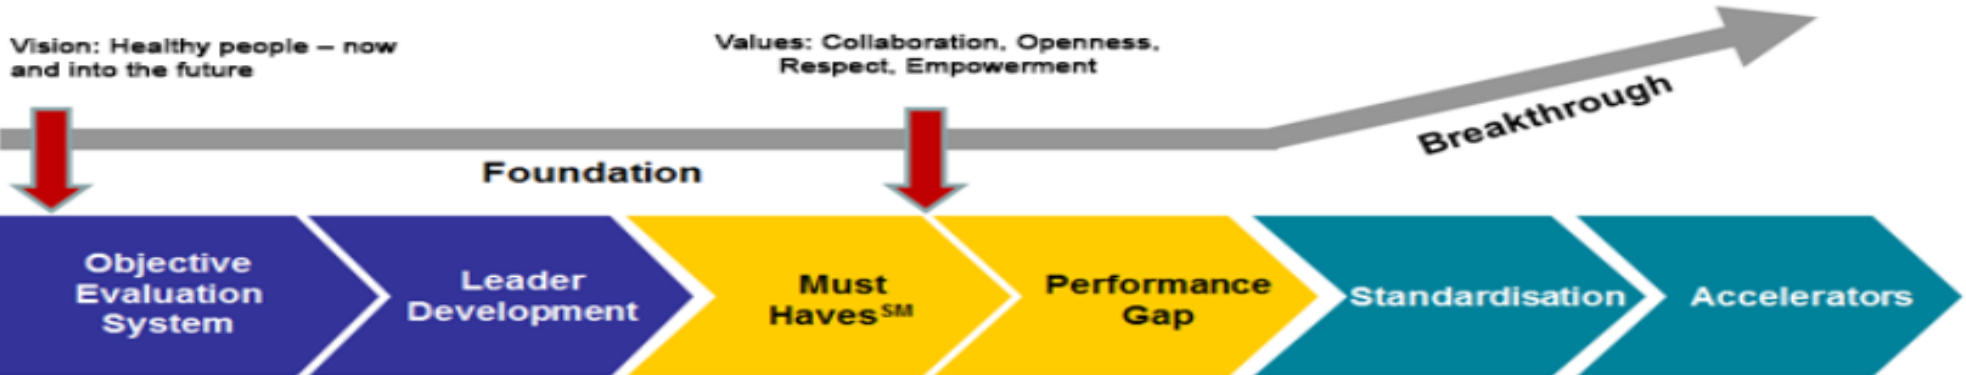 Vision: Healthy people – now
and into the future
Values: Collaboration, Openness,
Respect, Empowerment
Foundation
Breakthrough
Objective
Evaluation
System
Leader
Development
Must
Haves℠
Performance
Gap
Standardisation
Accelerators